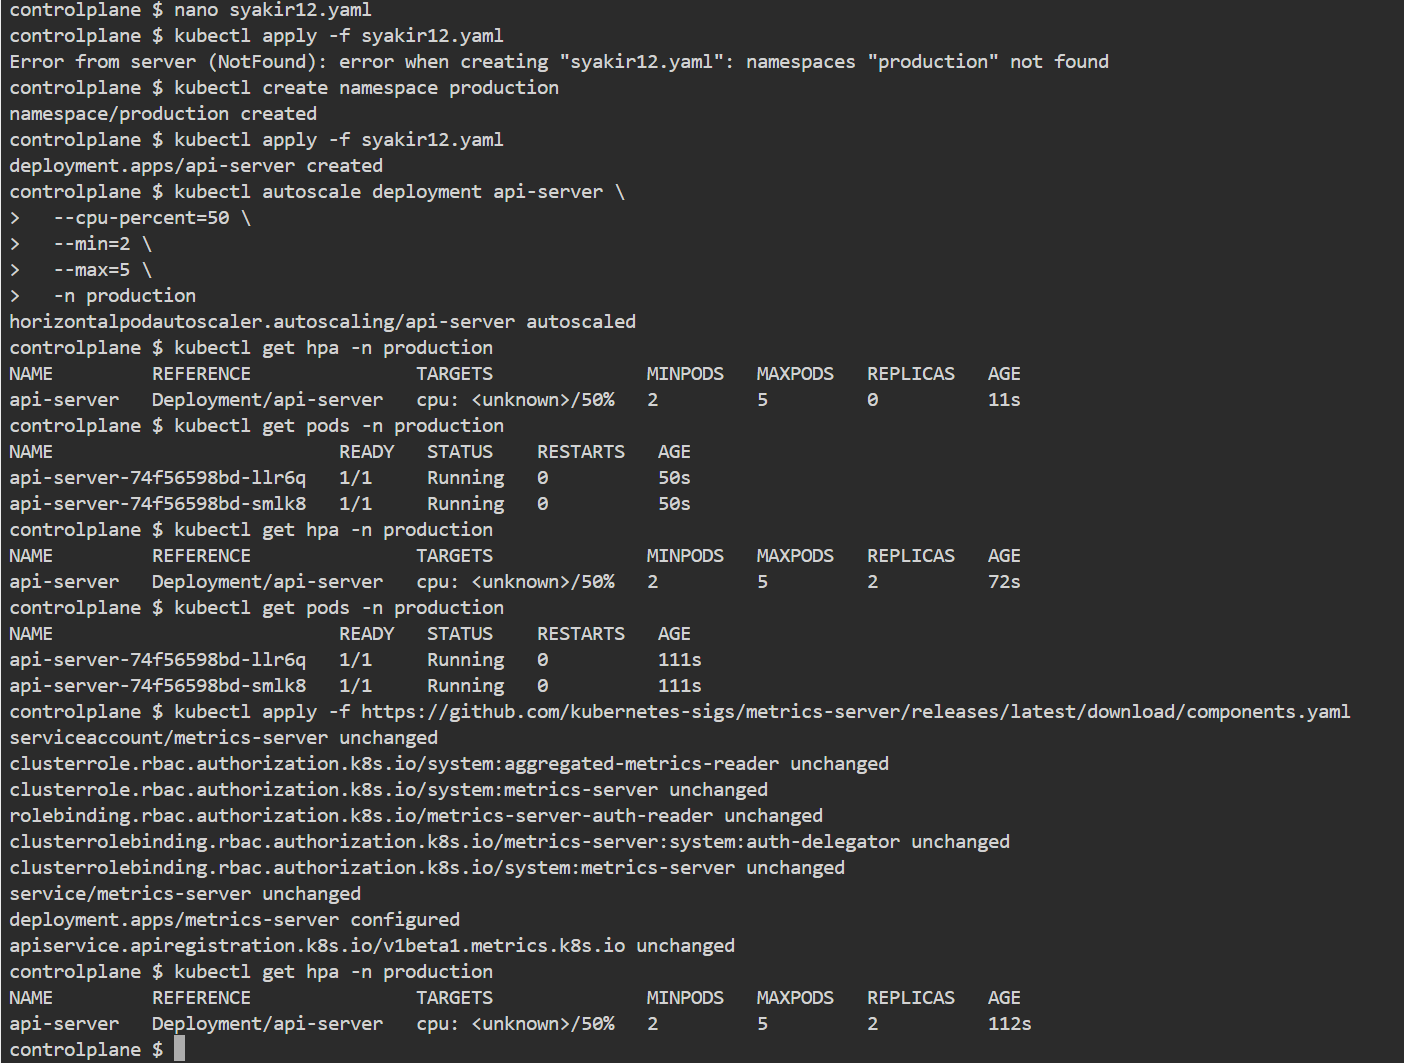 controlplane $ nano syakir12.yaml
controlplane $ kubectl apply -f syakir12.yaml
Error from server (NotFound): error when creating "syakir12.yaml": namespaces "production" not found
controlplane $ kubectl create namespace production
namespace/production created
controlplane $ kubectl apply -f syakir12.yaml
deployment.apps/api-server created
controlplane $ kubectl autoscale deployment api-server \
>   --cpu-percent=50 \
>   --min=2 \
>   --max=5 \
>   -n production
horizontalpodautoscaler.autoscaling/api-server autoscaled
controlplane $ kubectl get hpa -n production
NAME         REFERENCE               TARGETS              MINPODS   MAXPODS   REPLICAS   AGE
api-server   Deployment/api-server   cpu: <unknown>/50%   2         5         0          11s
controlplane $ kubectl get pods -n production
NAME                          READY   STATUS    RESTARTS   AGE
api-server-74f56598bd-llr6q   1/1     Running   0          50s
api-server-74f56598bd-smlk8   1/1     Running   0          50s
controlplane $ kubectl get hpa -n production
NAME         REFERENCE               TARGETS              MINPODS   MAXPODS   REPLICAS   AGE
api-server   Deployment/api-server   cpu: <unknown>/50%   2         5         2          72s
controlplane $ kubectl get pods -n production
NAME                          READY   STATUS    RESTARTS   AGE
api-server-74f56598bd-llr6q   1/1     Running   0          111s
api-server-74f56598bd-smlk8   1/1     Running   0          111s
controlplane $ kubectl apply -f https://github.com/kubernetes-sigs/metrics-server/releases/latest/download/components.yaml
serviceaccount/metrics-server unchanged
clusterrole.rbac.authorization.k8s.io/system:aggregated-metrics-reader unchanged
clusterrole.rbac.authorization.k8s.io/system:metrics-server unchanged
rolebinding.rbac.authorization.k8s.io/metrics-server-auth-reader unchanged
clusterrolebinding.rbac.authorization.k8s.io/metrics-server:system:auth-delegator unchanged
clusterrolebinding.rbac.authorization.k8s.io/system:metrics-server unchanged
service/metrics-server unchanged
deployment.apps/metrics-server configured
apiservice.apiregistration.k8s.io/v1beta1.metrics.k8s.io unchanged
controlplane $ kubectl get hpa -n production
NAME         REFERENCE               TARGETS              MINPODS   MAXPODS   REPLICAS   AGE
api-server   Deployment/api-server   cpu: <unknown>/50%   2         5         2          112s
controlplane $